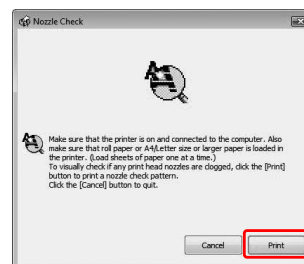 Nozzle Check
Make sure that the printer is on and connected to the computer. Also
make sure that roll paper or A4/Letter size or larger paper is loaded in
the printer. (Load sheets of paper one at a time.)
To visually check if any print head nozzles are clogged, click the [Print]
button to print a nozzle check pattern.
Click the [Cancel] button to quit.
Cancel
Print